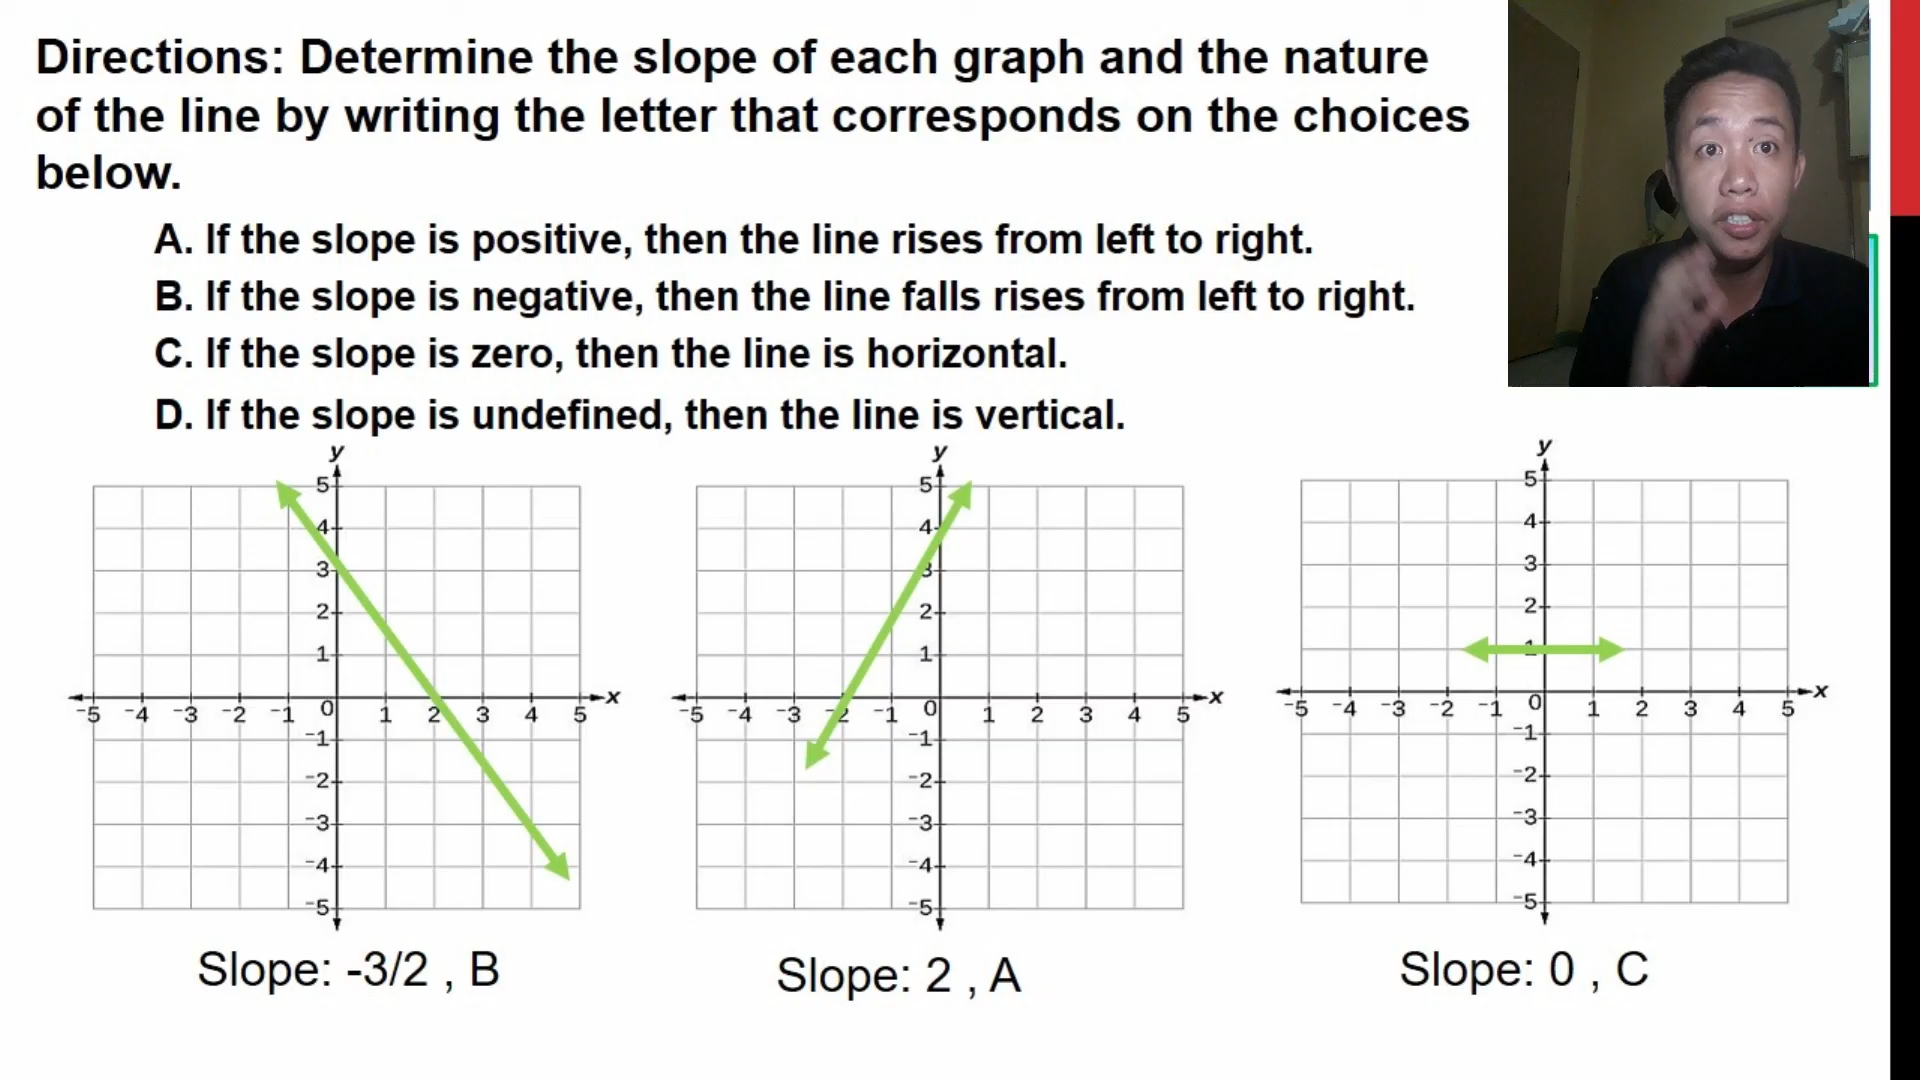 Directions: Determine the slope of each graph and the nature
of the line by writing the letter that corresponds on the choices
below.
A. If the slope is positive, then the line rises from left to right.
B. If the slope is negative, then the line falls rises from left to right.
C. If the slope is zero, then the line is horizontal.
D. If the slope is undefined, then the line is vertical.
y
5
4
3
2
1
-5 -4 -3 -2 -1 0 1 2 3 4 5 x
-1
-2
-3
-4
-5
Slope: -3/2 , B
y
5
4
3
2
1
-5 -4 -3 -2 -1 0 1 2 3 4 5 x
-1
-2
-3
-4
-5
Slope: 2 , A
y
5
4
3
2
1
-5 -4 -3 -2 -1 0 1 2 3 4 5 x
-1
-2
-3
-4
-5
Slope: 0 , C